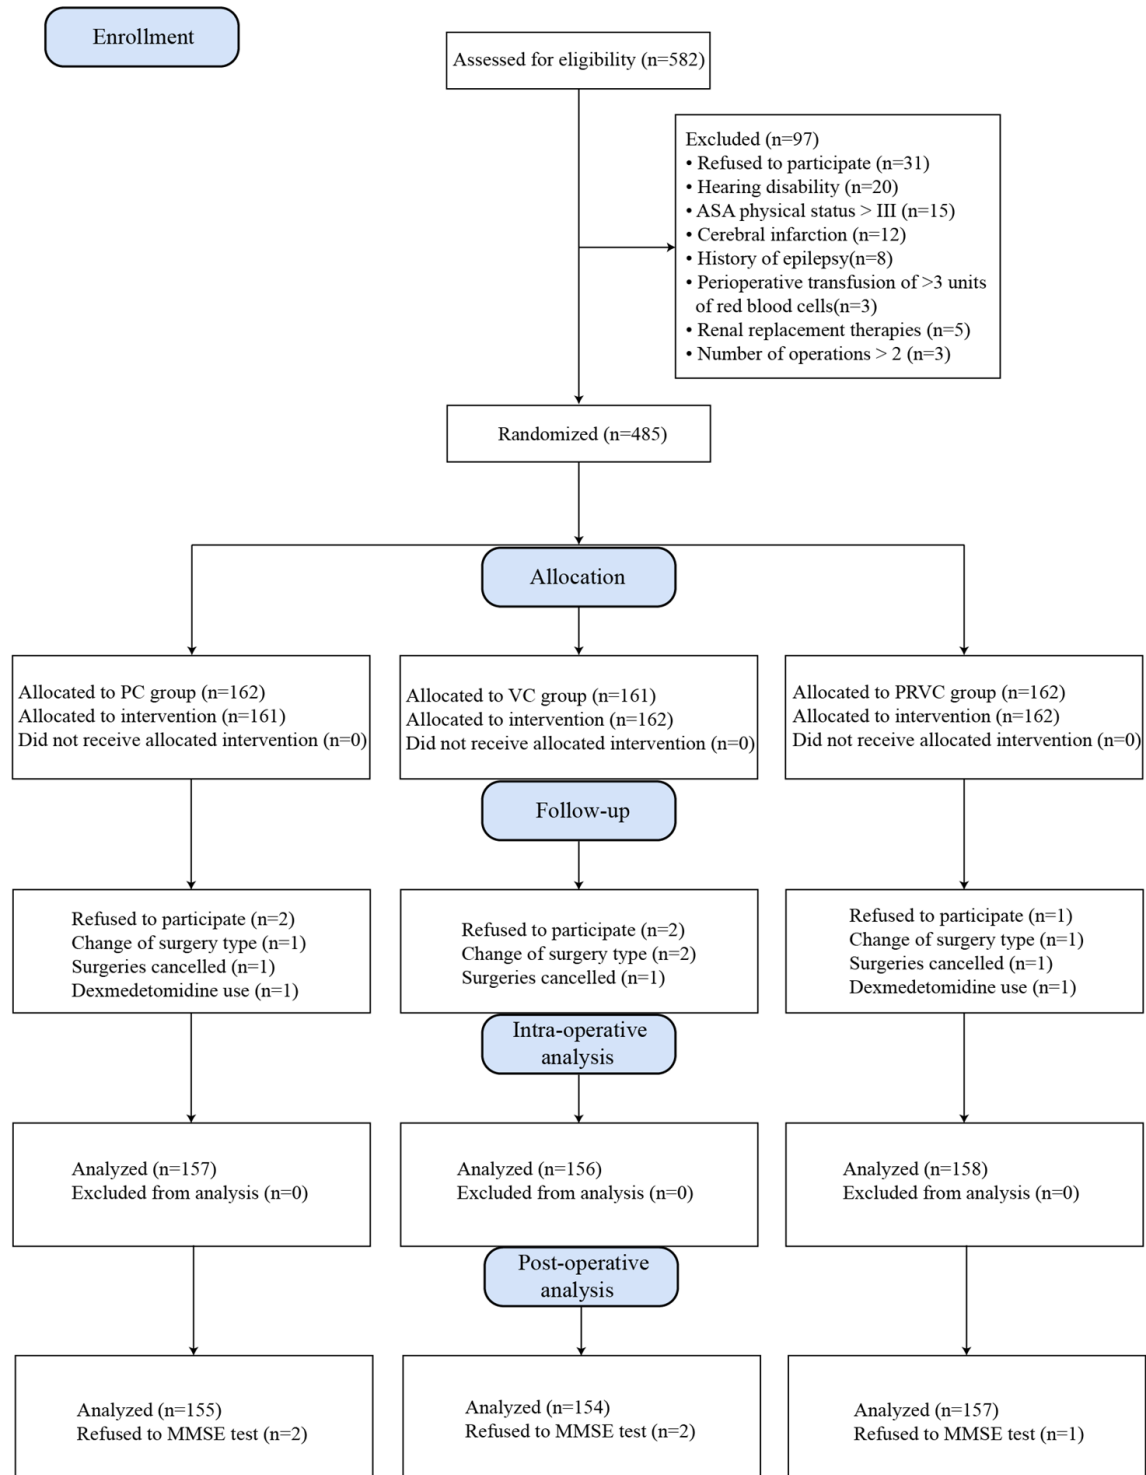 Enrollment
Assessed for eligibility (n=582)
Excluded (n=97)
• Refused to participate (n=31)
• Hearing disability (n=20)
• ASA physical status > III (n=15)
• Cerebral infarction (n=12)
• History of epilepsy(n=8)
• Perioperative transfusion of >3 units
of red blood cells(n=3)
• Renal replacement therapies (n=5)
• Number of operations > 2 (n=3)
Randomized (n=485)
Allocation
Allocated to PC group (n=162)
Allocated to intervention (n=161)
Did not receive allocated intervention (n=0)
Allocated to VC group (n=161)
Allocated to intervention (n=162)
Did not receive allocated intervention (n=0)
Allocated to PRVC group (n=162)
Allocated to intervention (n=162)
Did not receive allocated intervention (n=0)
Follow-up
Refused to participate (n=2)
Change of surgery type (n=1)
Surgeries cancelled (n=1)
Dexmedetomidine use (n=1)
Refused to participate (n=2)
Change of surgery type (n=2)
Surgeries cancelled (n=1)
Refused to participate (n=1)
Change of surgery type (n=1)
Surgeries cancelled (n=1)
Dexmedetomidine use (n=1)
Intra-operative
analysis
Analyzed (n=157)
Excluded from analysis (n=0)
Analyzed (n=156)
Excluded from analysis (n=0)
Analyzed (n=158)
Excluded from analysis (n=0)
Post-operative
analysis
Analyzed (n=155)
Refused to MMSE test (n=2)
Analyzed (n=154)
Refused to MMSE test (n=2)
Analyzed (n=157)
Refused to MMSE test (n=1)